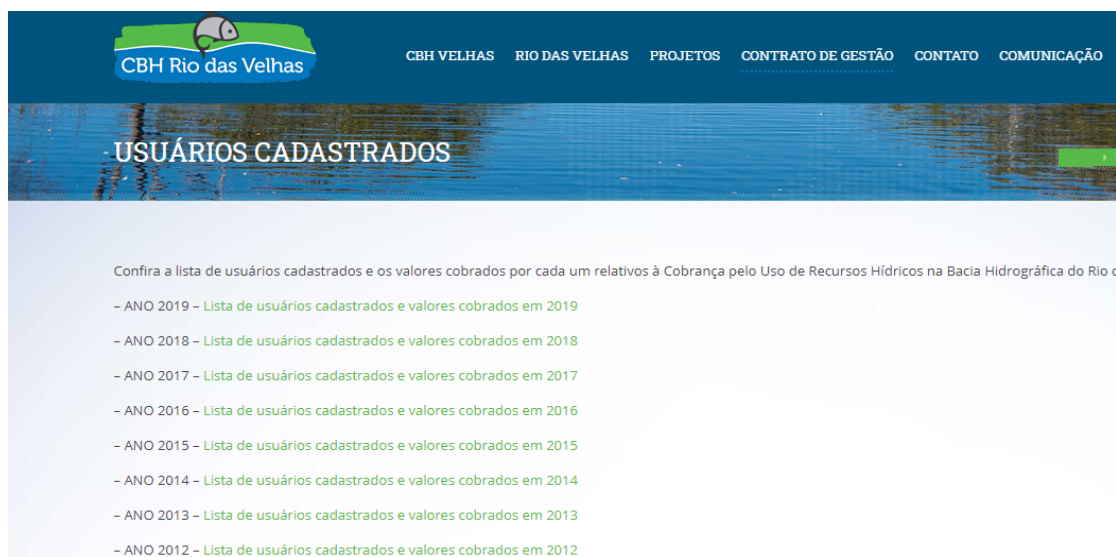 CBH Rio das Velhas
CBH VELHAS RIO DAS VELHAS PROJETOS CONTRATO DE GESTÃO CONTATO COMUNICAÇÃO
USUÁRIOS CADASTRADOS
Confira a lista de usuários cadastrados e os valores cobrados por cada um relativos à Cobrança pelo Uso de Recursos Hídricos na Bacia Hidrográfica do Rio
– ANO 2019 – Lista de usuários cadastrados e valores cobrados em 2019
– ANO 2018 – Lista de usuários cadastrados e valores cobrados em 2018
– ANO 2017 – Lista de usuários cadastrados e valores cobrados em 2017
– ANO 2016 – Lista de usuários cadastrados e valores cobrados em 2016
– ANO 2015 – Lista de usuários cadastrados e valores cobrados em 2015
– ANO 2014 – Lista de usuários cadastrados e valores cobrados em 2014
– ANO 2013 – Lista de usuários cadastrados e valores cobrados em 2013
– ANO 2012 – Lista de usuários cadastrados e valores cobrados em 2012